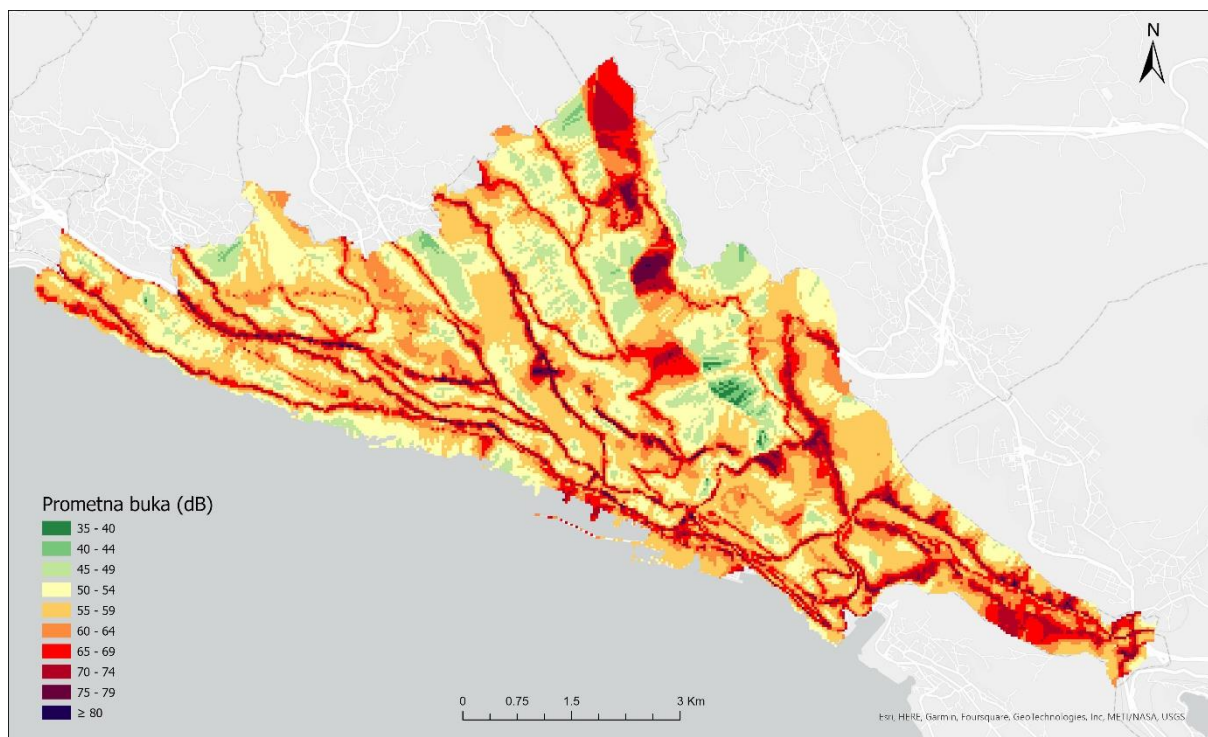 N
Prometna buka (dB)
35 - 40
40 - 44
45 - 49
50 - 54
55 - 59
60 - 64
65 - 69
70 - 74
75 - 79
≥ 80
0 0.75 1.5 3 Km
Esri, HERE, Garmin, Foursquare, GeoTechnologies, Inc, METI/NASA, USGS